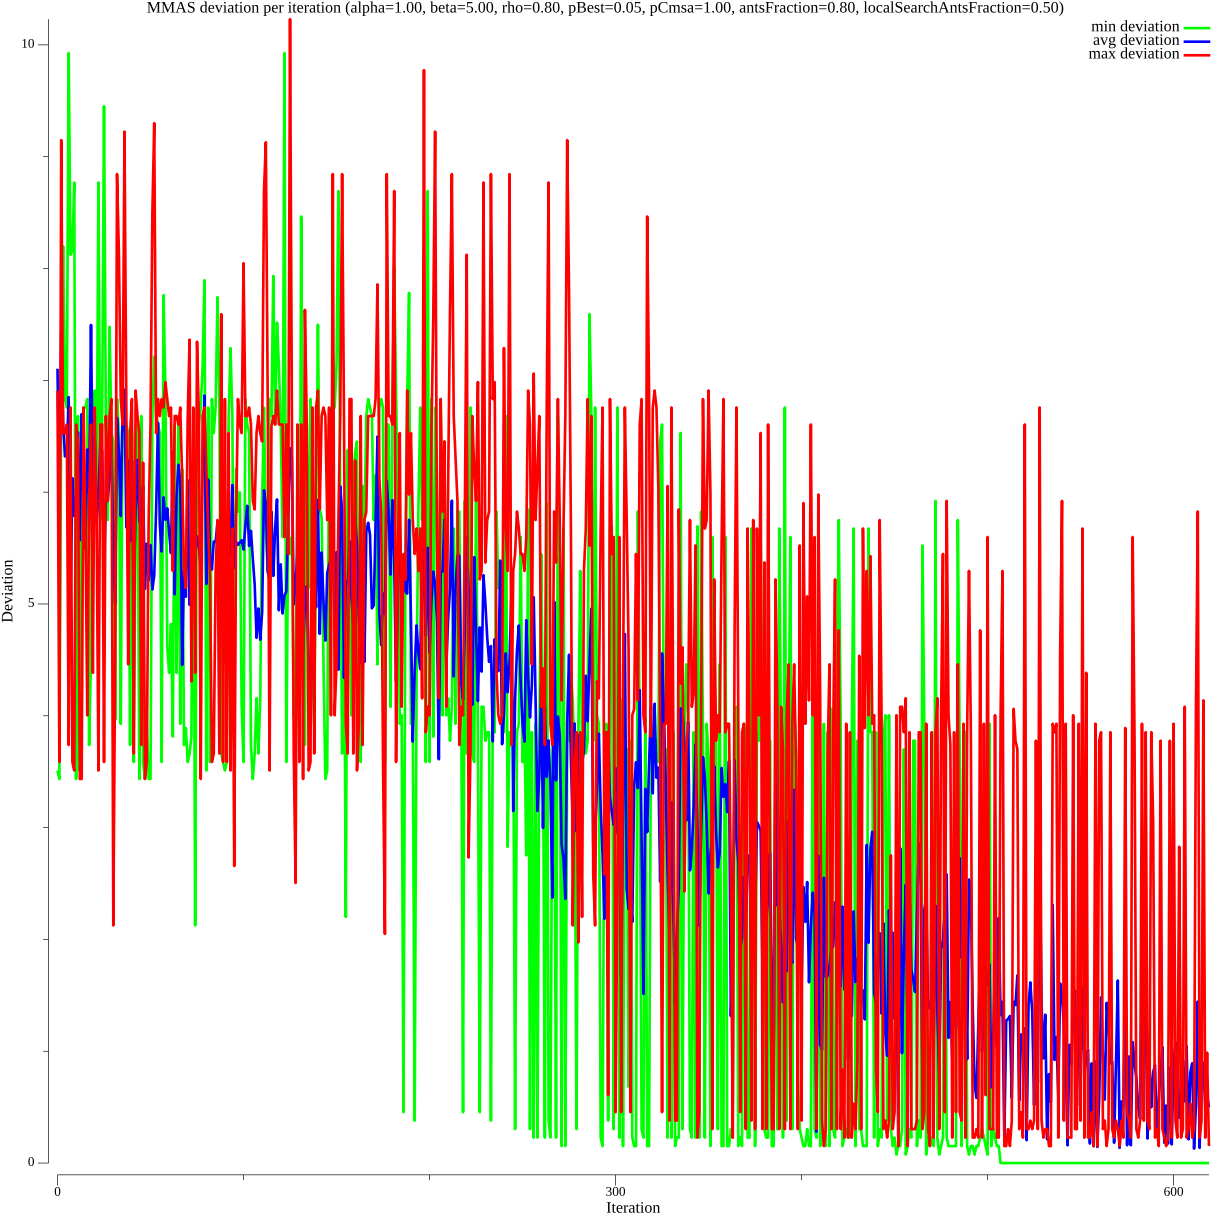 MMAS deviation per iteration (alpha=1.00, beta=5.00, rho=0.80, pBest=0.05, pCmsa=1.00, antsFraction=0.80, localSearchAntsFraction=0.50)
min deviation
avg deviation
max deviation
10
5
0
Deviation
0
300
600
Iteration